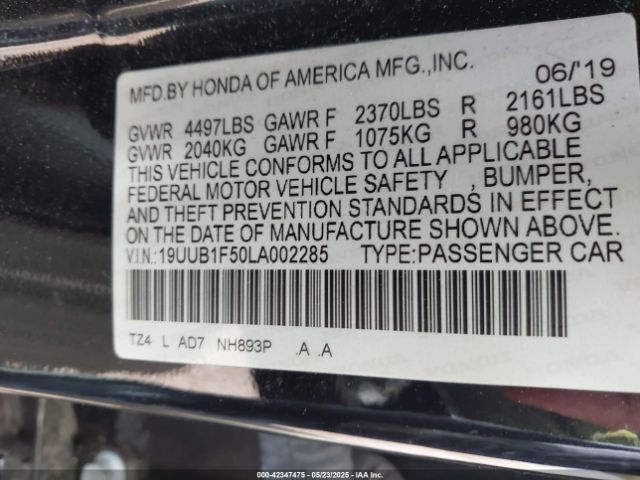 MFD.BY HONDA OF AMERICA MFG.,INC. 06/'19
GVWR 4497LBS GAWR F 2370LBS R 2161LBS
GVWR 2040KG GAWR F 1075KG R 980KG
THIS VEHICLE CONFORMS TO ALL APPLICABLE
FEDERAL MOTOR VEHICLE SAFETY , BUMPER,
AND THEFT PREVENTION STANDARDS IN EFFECT
ON THE DATE OF MANUFACTURE SHOWN ABOVE.
V.I.N.:19UUB1F50LA002285 TYPE:PASSENGER CAR
TZ4 L AD7 NH893P .A .A
000-42347475 - 05/23/2025 - IAA Inc.